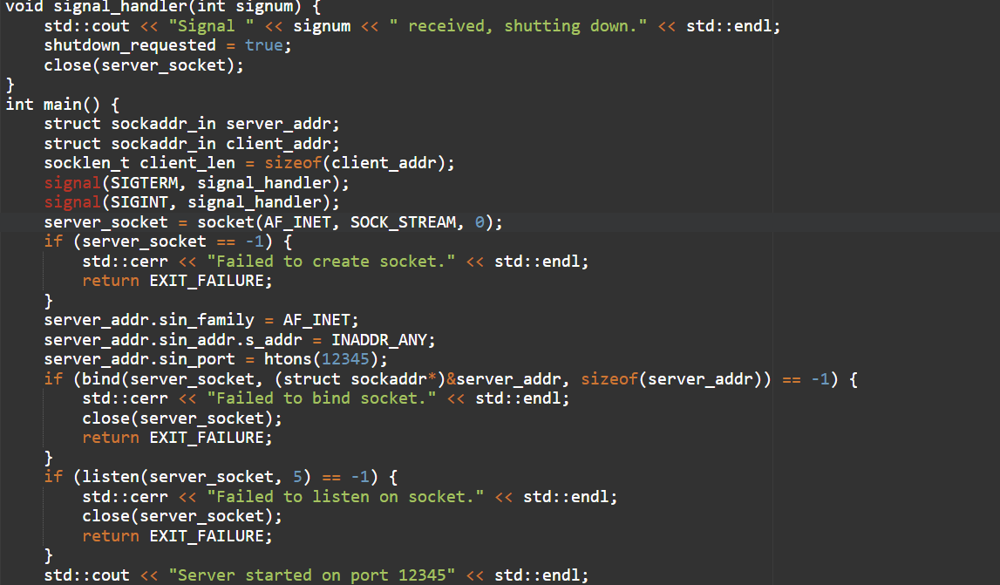 void signal_handler(int signum) {
    std::cout << "Signal " << signum << " received, shutting down." << std::endl;
    shutdown_requested = true;
    close(server_socket);
}
int main() {
    struct sockaddr_in server_addr;
    struct sockaddr_in client_addr;
    socklen_t client_len = sizeof(client_addr);
    signal(SIGTERM, signal_handler);
    signal(SIGINT, signal_handler);
    server_socket = socket(AF_INET, SOCK_STREAM, 0);
    if (server_socket == -1) {
        std::cerr << "Failed to create socket." << std::endl;
        return EXIT_FAILURE;
    }
    server_addr.sin_family = AF_INET;
    server_addr.sin_addr.s_addr = INADDR_ANY;
    server_addr.sin_port = htons(12345);
    if (bind(server_socket, (struct sockaddr*)&server_addr, sizeof(server_addr)) == -1) {
        std::cerr << "Failed to bind socket." << std::endl;
        close(server_socket);
        return EXIT_FAILURE;
    }
    if (listen(server_socket, 5) == -1) {
        std::cerr << "Failed to listen on socket." << std::endl;
        close(server_socket);
        return EXIT_FAILURE;
    }
    std::cout << "Server started on port 12345" << std::endl;